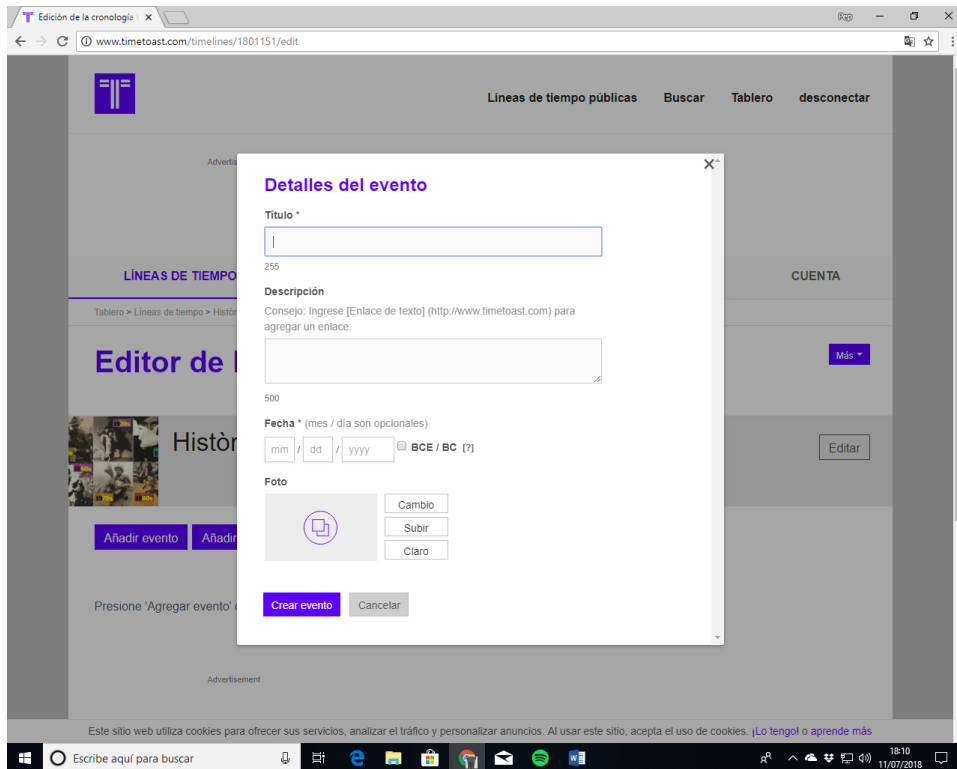 Edición de la cronología
Pep
www.timetoast.com/timelines/1801151/edit
Líneas de tiempo públicas Buscar Tablero desconectar
Detalles del evento
Título *
255
Descripción
Consejo: Ingrese [Enlace de texto] (http://www.timetoast.com) para
agregar un enlace.
500
Fecha * (mes / día son opcionales)
mm / dd / yyyy BCE / BC [?]
Foto
Cambio
Subir
Claro
Crear evento Cancelar
LÍNEAS DE TIEMPO CUENTA
Tablero > Líneas de tiempo >
Editor de Más
Editar
Añadir evento
Presione 'Agregar evento'
Advertisement
Este sitio web utiliza cookies para ofrecer sus servicios, analizar el tráfico y personalizar anuncios. Al usar este sitio, acepta el uso de cookies. ¡Lo tengo! o aprende más
Escribe aquí para buscar
18:10
11/07/2018